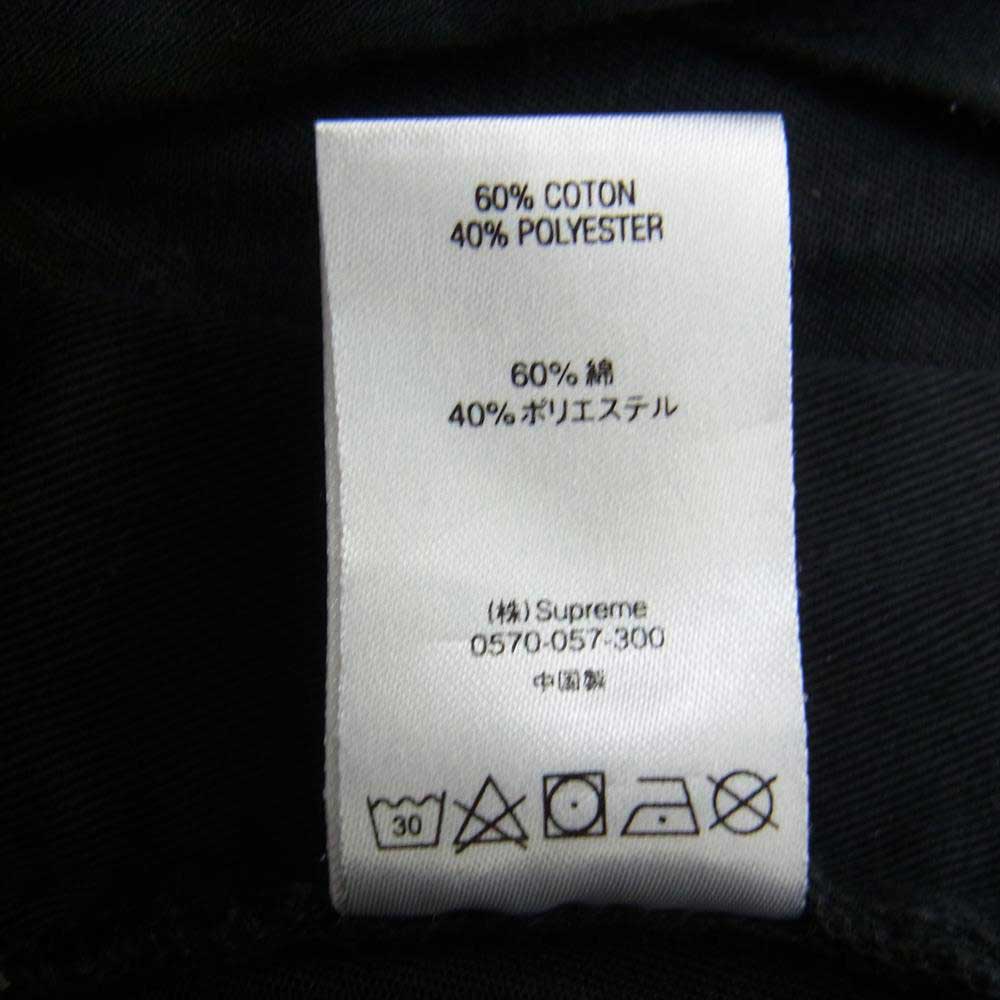 60% COTON
40% POLYESTER
60% 綿
40%ポリエステル
(株)Supreme
0570-057-300
中国製
30